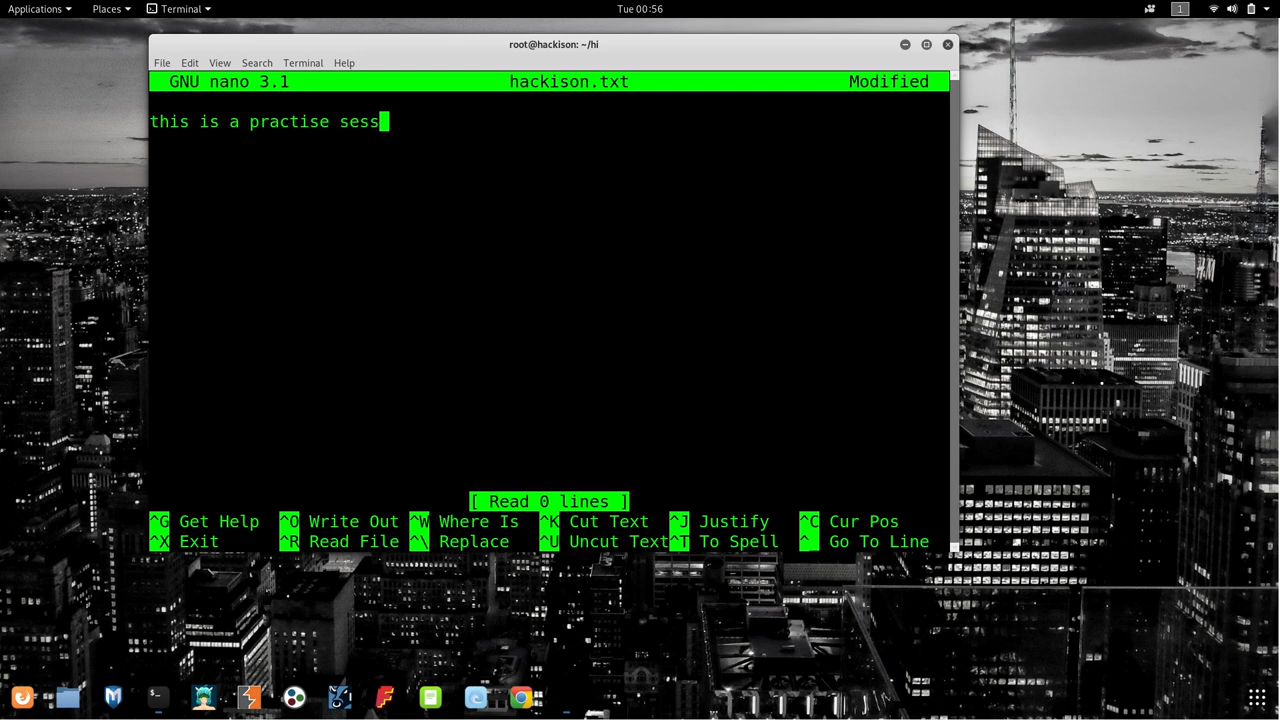 Applications Places Terminal Tue 00:56 1
root@hackison: ~/hi
File Edit View Search Terminal Help
GNU nano 3.1 hackison.txt Modified
this is a practise sess
[ Read 0 lines ]
^G Get Help ^O Write Out ^W Where Is ^K Cut Text ^J Justify ^C Cur Pos
^X Exit ^R Read File ^\ Replace ^U Uncut Text ^T To Spell ^_ Go To Line